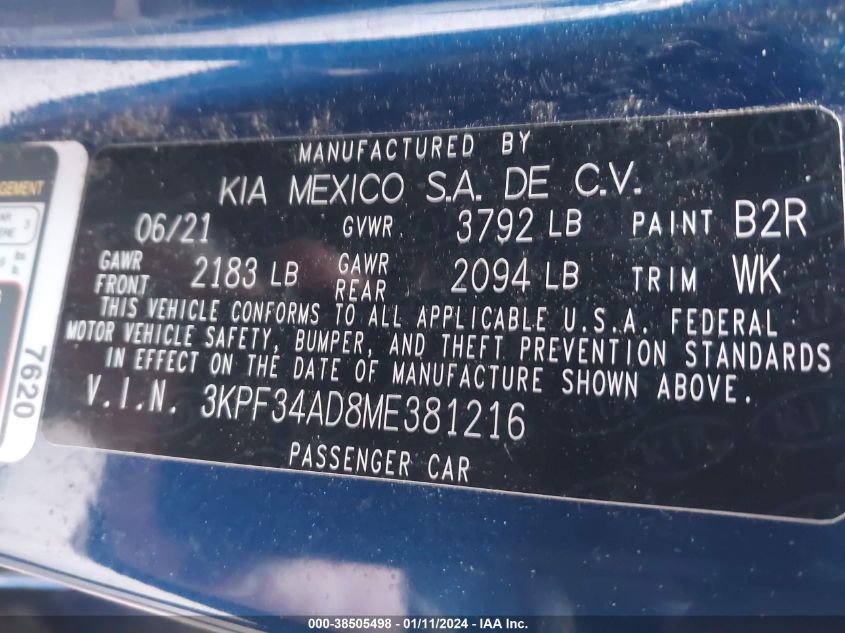 MANUFACTURED BY
KIA MEXICO S.A. DE C.V.
06/21 GVWR 3792 LB PAINT B2R
GAWR FRONT 2183 LB GAWR REAR 2094 LB TRIM WK
THIS VEHICLE CONFORMS TO ALL APPLICABLE U.S.A. FEDERAL
MOTOR VEHICLE SAFETY, BUMPER, AND THEFT PREVENTION STANDARDS
IN EFFECT ON THE DATE OF MANUFACTURE SHOWN ABOVE.
V.I.N. 3KPF34AD8ME381216
PASSENGER CAR
7620
000-38505498 - 01/11/2024 - IAA Inc.